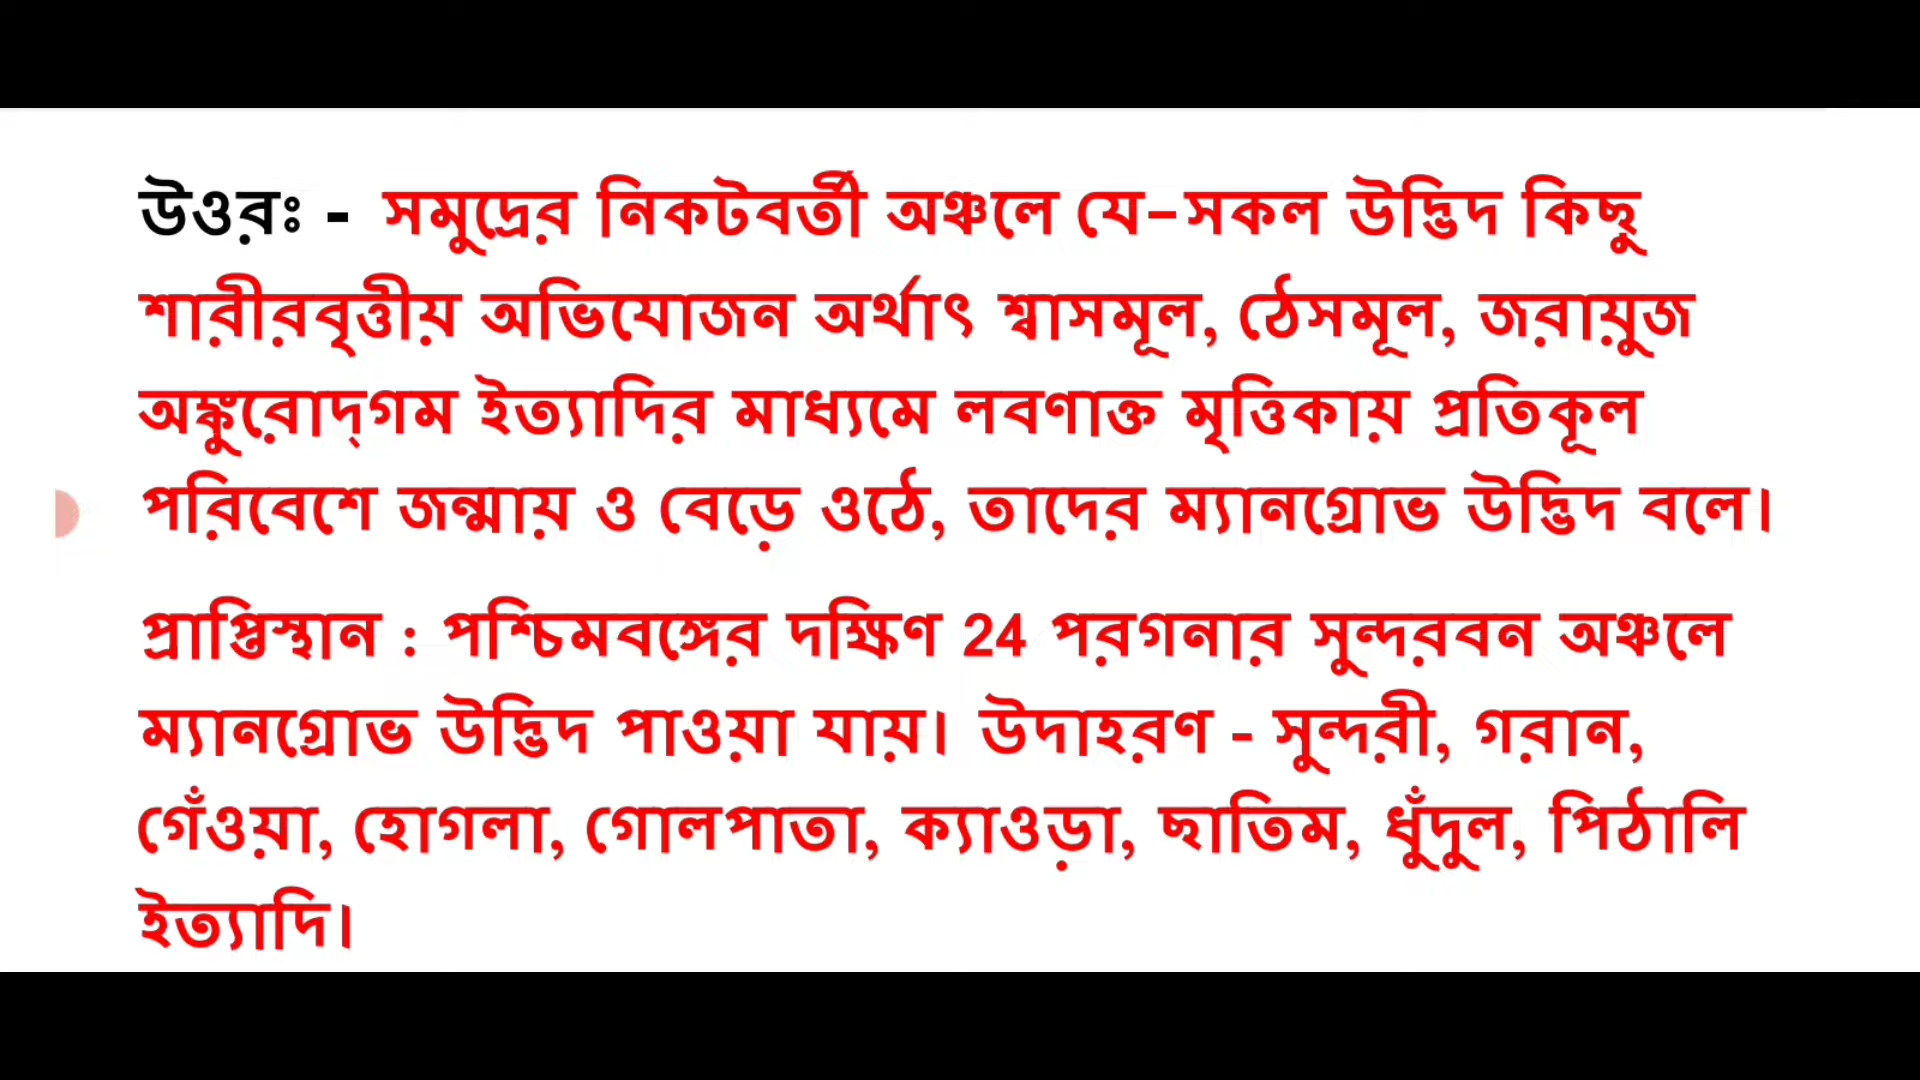 উওরঃ - সমুদ্রের নিকটবর্তী অঞ্চলে যে-সকল উদ্ভিদ কিছু
শারীরবৃত্তীয় অভিযোজন অর্থাৎ শ্বাসমূল, ঠেসমূল, জরায়ুজ
অঙ্কুরোদ্‌গম ইত্যাদির মাধ্যমে লবণাক্ত মৃত্তিকায় প্রতিকূল
পরিবেশে জন্মায় ও বেড়ে ওঠে, তাদের ম্যানগ্রোভ উদ্ভিদ বলে।
প্রাপ্তিস্থান : পশ্চিমবঙ্গের দক্ষিণ 24 পরগনার সুন্দরবন অঞ্চলে
ম্যানগ্রোভ উদ্ভিদ পাওয়া যায়। উদাহরণ - সুন্দরী, গরান,
গেঁওয়া, হোগলা, গোলপাতা, ক্যাওড়া, ছাতিম, ধুঁদুল, পিঠালি
ইত্যাদি।